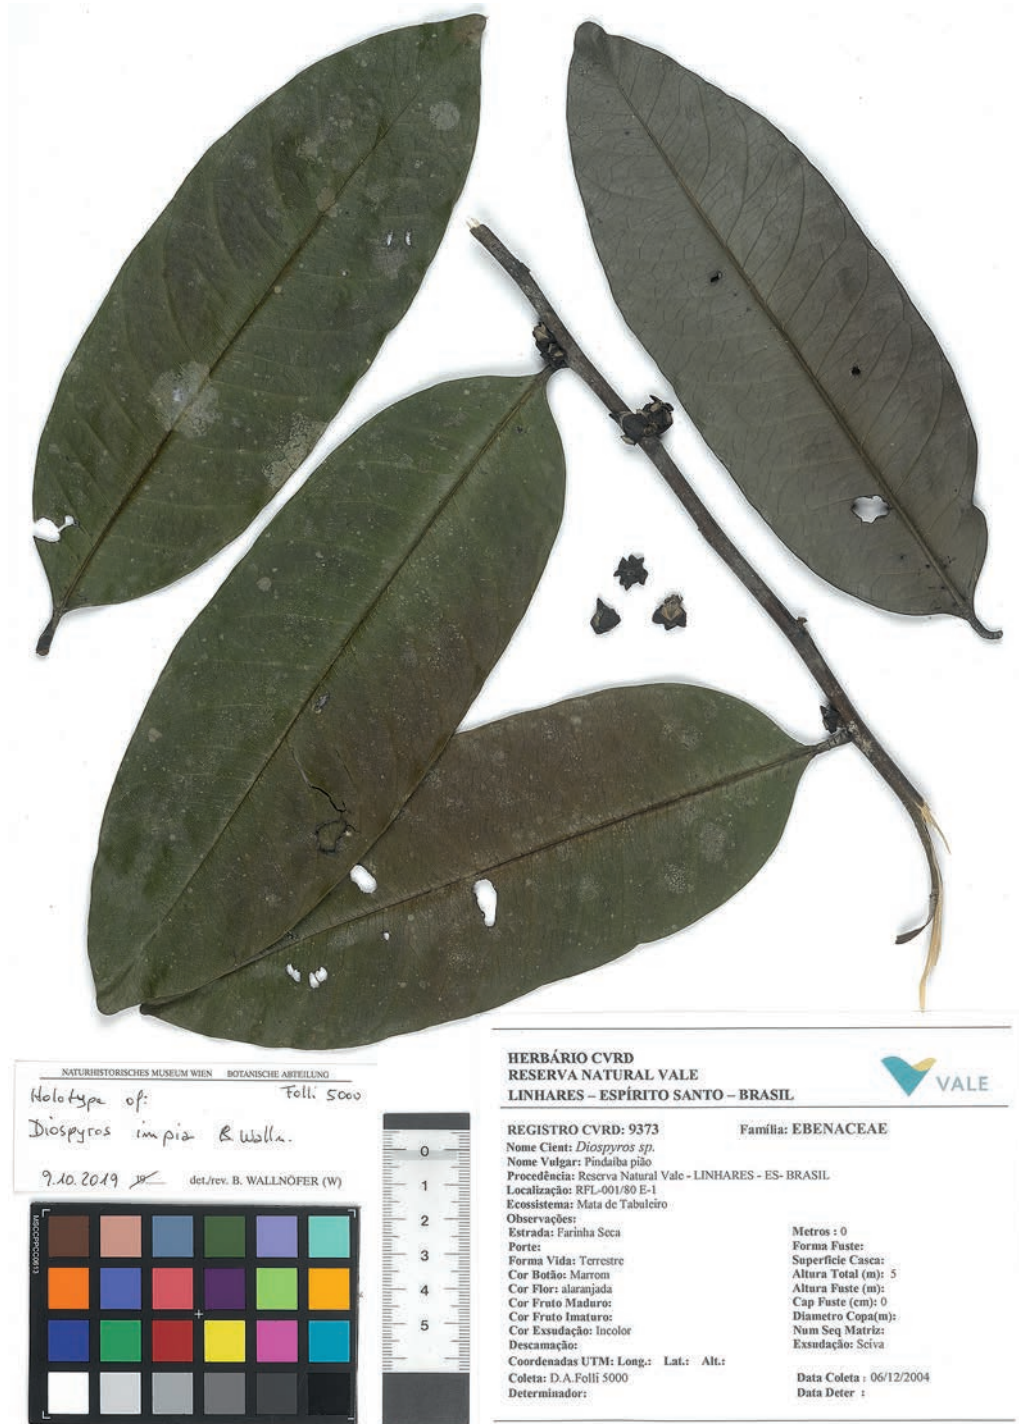 NATURHISTORISCHES MUSEUM WIEN BOTANISCHE ABTEILUNG
Holotype of: Folli 5000
Diospyros impia B. Walln.
9.10.2019 19 det./rev. B. WALLNÖFER (W)
MSCCPPCC0613
0
1
2
3
4
5
HERBÁRIO CVRD
RESERVA NATURAL VALE
LINHARES – ESPÍRITO SANTO – BRASIL
VALE
REGISTRO CVRD: 9373 Família: EBENACEAE
Nome Cient: Diospyros sp.
Nome Vulgar: Pindaíba pião
Procedência: Reserva Natural Vale - LINHARES - ES- BRASIL
Localização: RFL-001/80 E-1
Ecossistema: Mata de Tabuleiro
Observações:
Estrada: Farinha Seca Metros : 0
Porte: Forma Fuste:
Forma Vida: Terrestre Superfície Casca:
Cor Botão: Marrom Altura Total (m): 5
Cor Flor: alaranjada Altura Fuste (m):
Cor Fruto Maduro: Cap Fuste (cm): 0
Cor Fruto Imaturo: Diametro Copa(m):
Cor Exsudação: Incolor Num Seq Matriz:
Descamação: Exsudação: Seiva
Coordenadas UTM: Long.: Lat.: Alt.:
Coleta: D.A.Folli 5000 Data Coleta : 06/12/2004
Determinador: Data Deter :